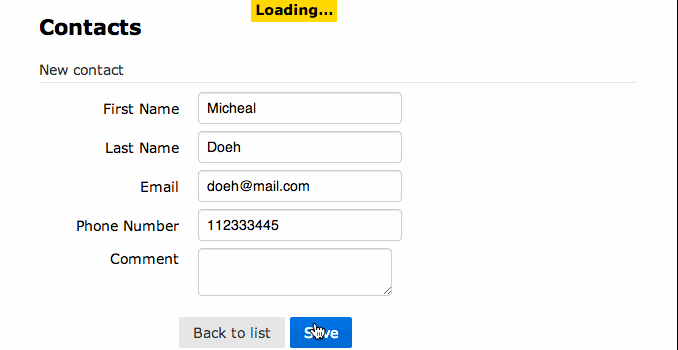 Loading...
Contacts
New contact
First Name Micheal
Last Name Doeh
Email doeh@mail.com
Phone Number 112333445
Comment
Back to list Save